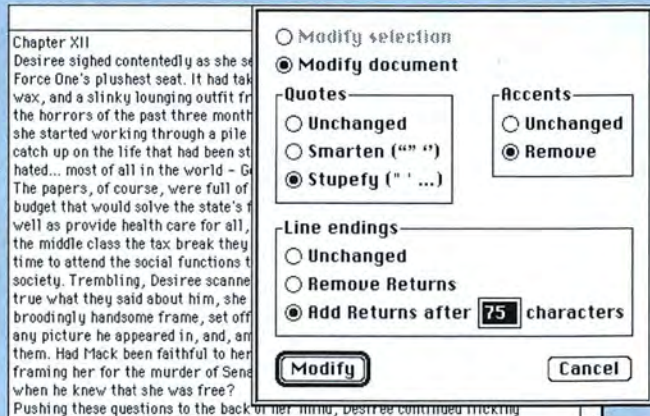 Chapter XII
Desiree sighed contentedly as she se
Force One's plushest seat. It had tak
wax, and a slinky lounging outfit fr
the horrors of the past three month
she started working through a pile
catch up on the life that had been st
hated... most of all in the world - G
The papers, of course, were full of
budget that would solve the state's f
well as provide health care for all,
the middle class the tax break they
time to attend the social functions t
society. Trembling, Desiree scanne
true what they said about him, she
broodingly handsome frame, set off
any picture he appeared in, and, am
them. Had Mack been faithful to her
framing her for the murder of Sena
when he knew that she was free?
Pushing these questions to the back of her mind, Desiree continued flicking
Modify selection
Modify document
Quotes
Unchanged
Smarten (“” ‘’)
Stupefy (" ' ...)
Accents
Unchanged
Remove
Line endings
Unchanged
Remove Returns
Add Returns after 75 characters
Modify
Cancel